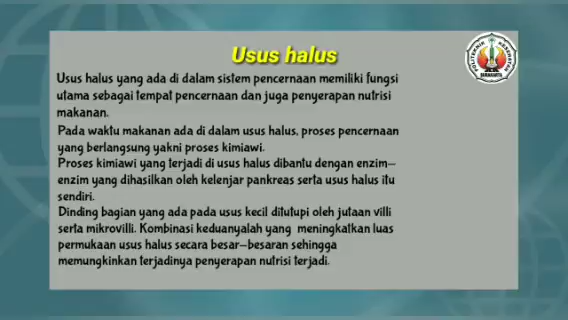 Usus halus
Usus halus yang ada di dalam sistem pencernaan memiliki fungsi
utama sebagai tempat pencernaan dan juga penyerapan nutrisi
makanan.
Pada waktu makanan ada di dalam usus halus, proses pencernaan
yang berlangsung yakni proses kimiawi.
Proses kimiawi yang terjadi di usus halus dibantu dengan enzim-
enzim yang dihasilkan oleh kelenjar pankreas serta usus halus itu
sendiri.
Dinding bagian yang ada pada usus kecil ditutupi oleh jutaan villi
serta mikrovilli. Kombinasi keduanyalah yang meningkatkan luas
permukaan usus halus secara besar-besaran sehingga
memungkinkan terjadinya penyerapan nutrisi terjadi.
POLITEKNIK KESEHATAN